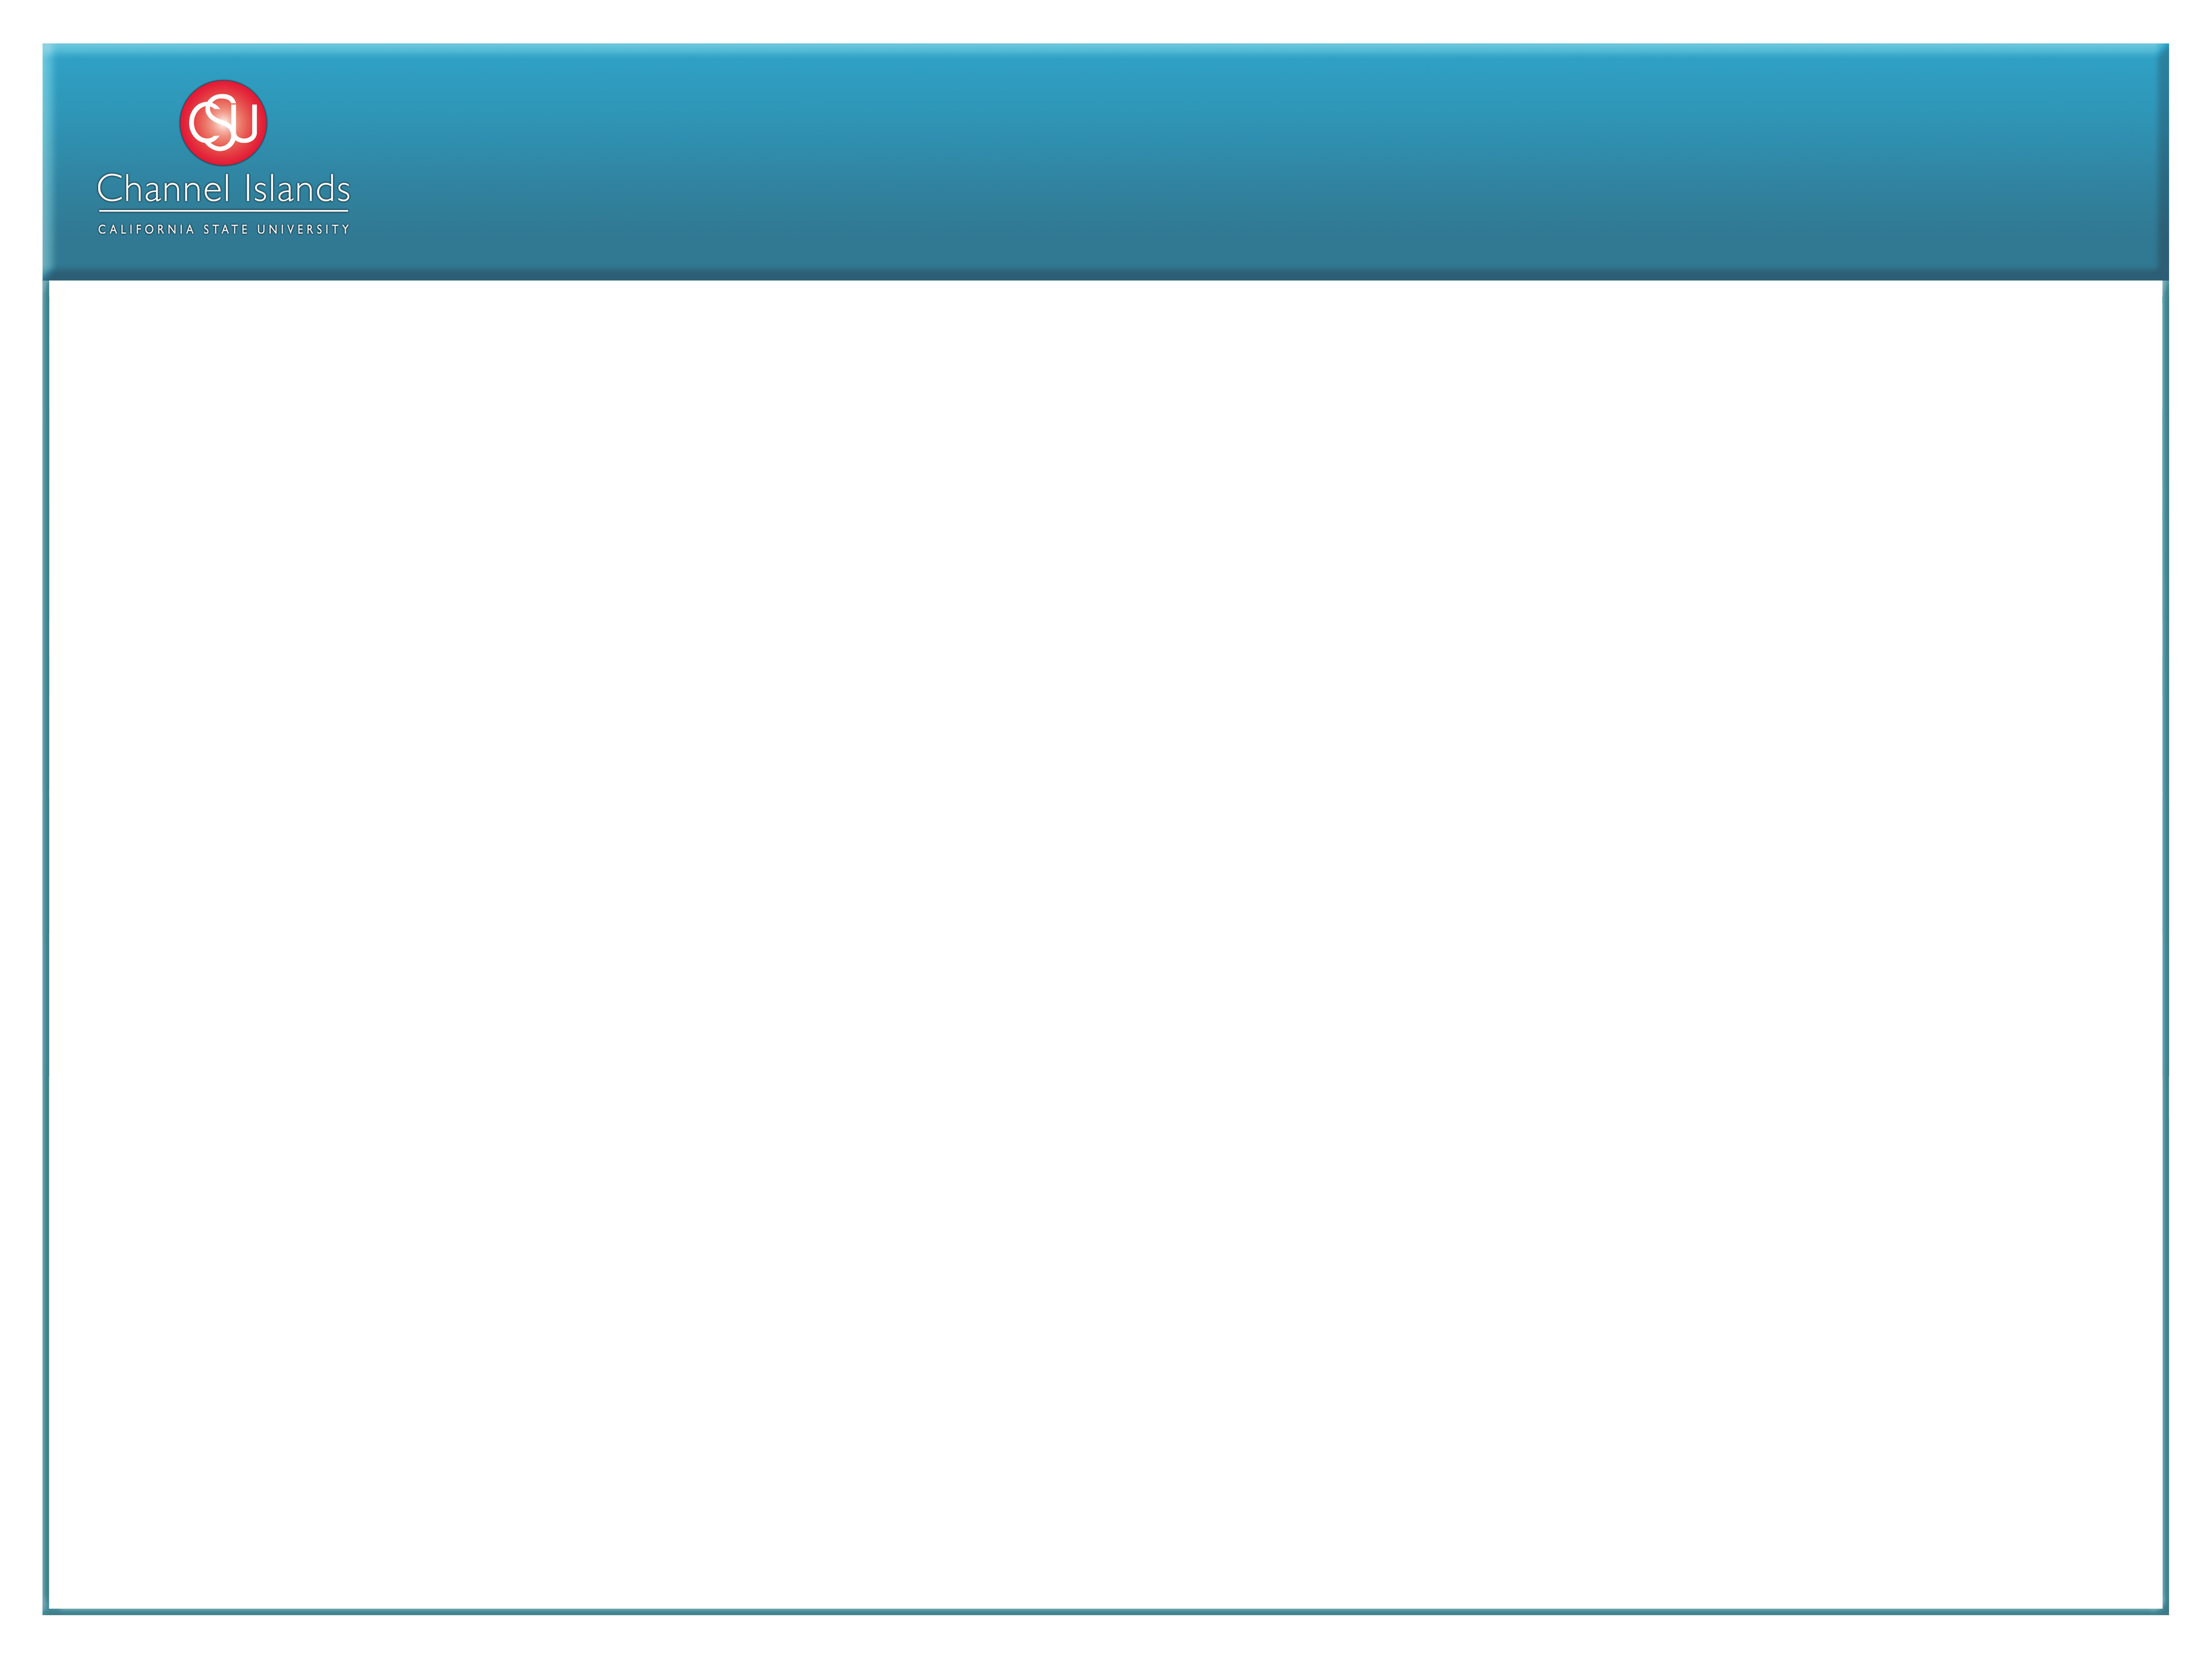 CSU
Channel Islands
CALIFORNIA STATE UNIVERSITY